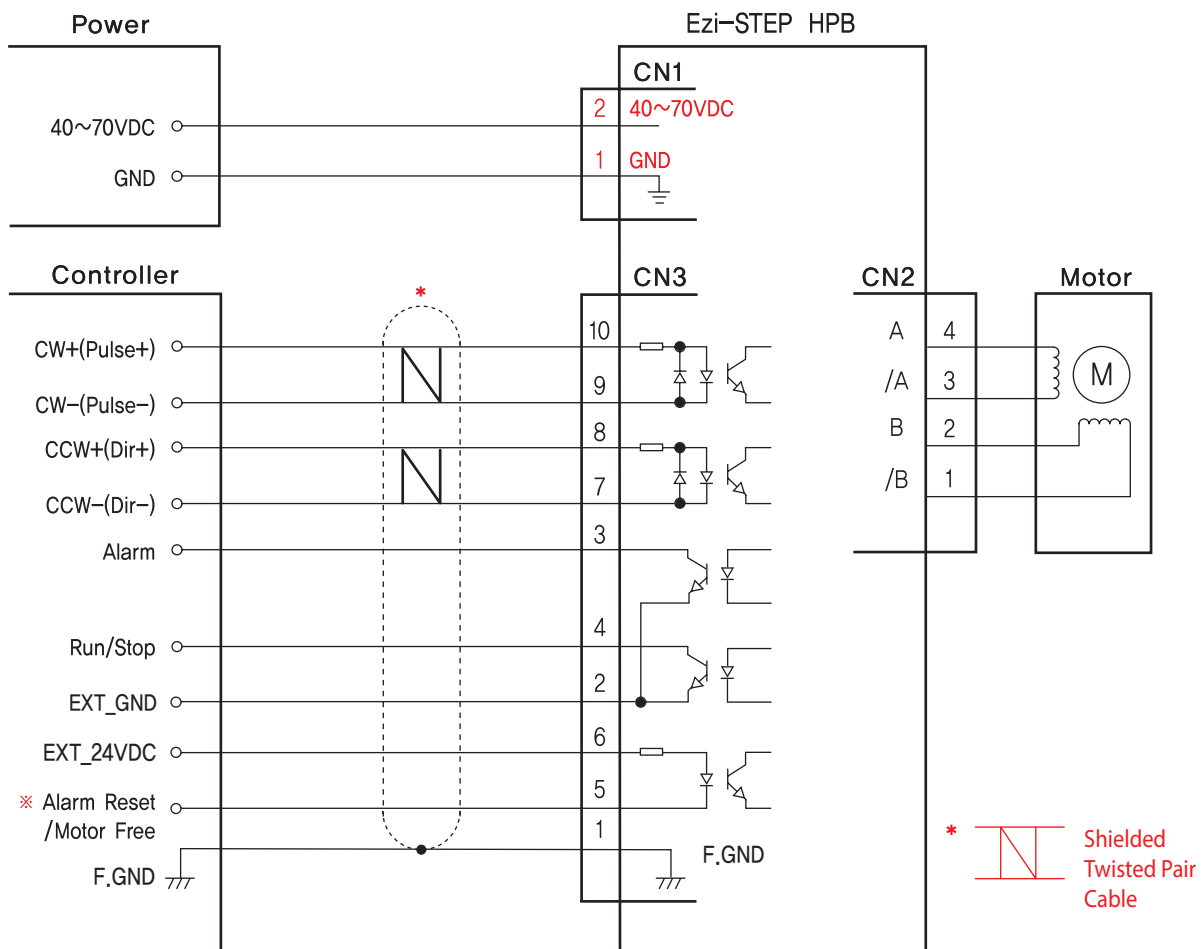 Power
Ezi-STEP HPB
CN1
40~70VDC
2 40~70VDC
GND
1 GND
Controller
*
CN3
CN2
Motor
CW+(Pulse+)
10
A 4
CW-(Pulse-)
9
/A 3
M
CCW+(Dir+)
8
B 2
CCW-(Dir-)
7
/B 1
Alarm
3
Run/Stop
4
EXT_GND
2
EXT_24VDC
6
※ Alarm Reset
/Motor Free
5
1
F.GND
F.GND
* Shielded
Twisted Pair
Cable